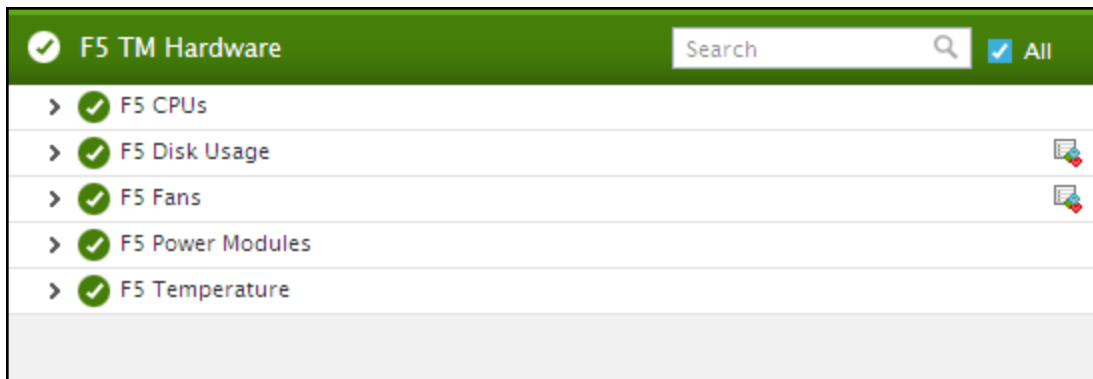 F5 TM Hardware
Search
All
F5 CPUs
F5 Disk Usage
F5 Fans
F5 Power Modules
F5 Temperature